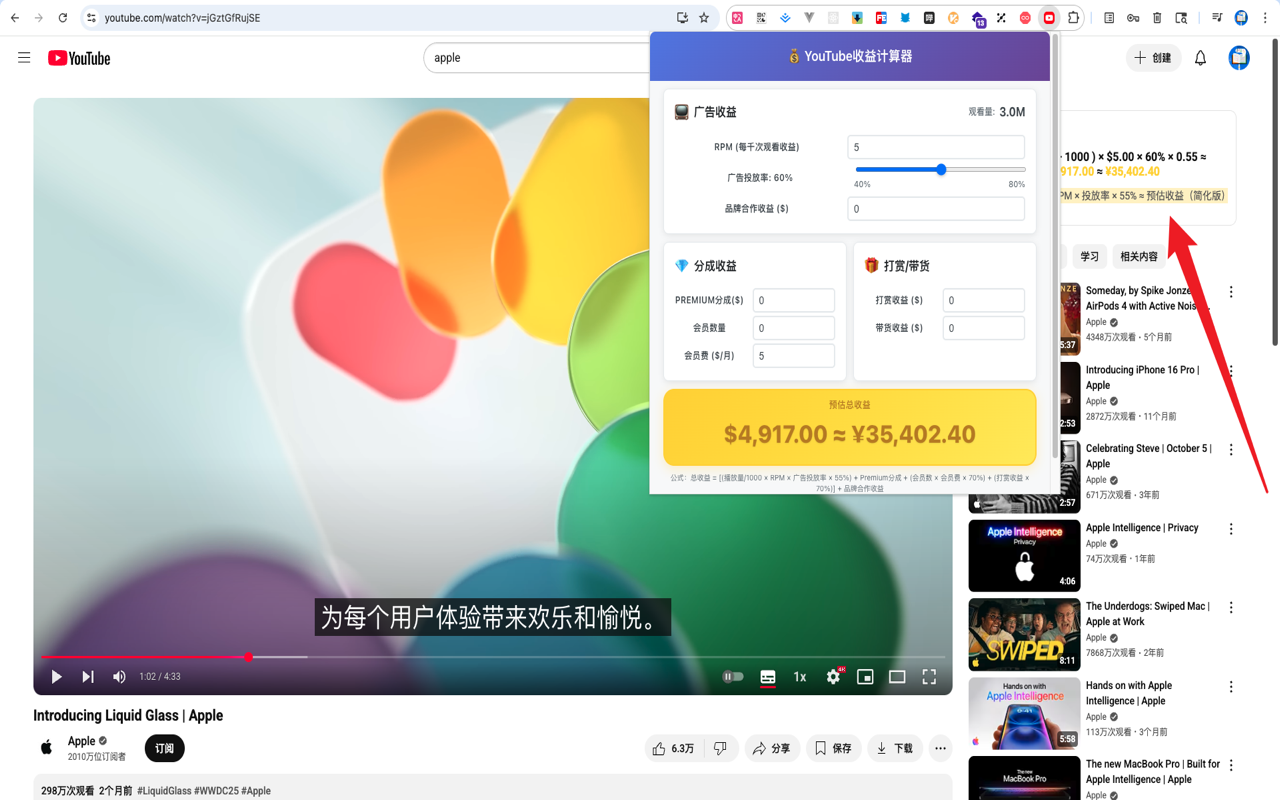 youtube.com/watch?v=jGztGfRujSE
13
YouTube
apple
创建
💰 YouTube收益计算器
📺 广告收益
观看量: 3.0M
RPM (每千次观看收益)
5
广告投放率: 60%
40%
80%
品牌合作收益 ($)
0
💎 分成收益
PREMIUM分成($)
0
会员数量
0
会员费 ($/月)
5
🎁 打赏/带货
打赏收益 ($)
0
带货收益 ($)
0
预估总收益
$4,917.00 ≈ ¥35,402.40
公式：总收益 = [(播放量/1000 × RPM × 广告投放率 × 55%) + Premium分成 + (会员数 × 会员费 × 70%) + (打赏收益 ×
70%)] + 品牌合作收益
1000 ) × $5.00 × 60% × 0.55 ≈
917.00 ≈ ¥35,402.40
PM × 投放率 × 55% ≈ 预估收益（简化版）
学习
相关内容
为每个用户体验带来欢乐和愉悦。
1:02 / 4:33
1x
4K
Introducing Liquid Glass | Apple
Apple
2010万位订阅者
订阅
6.3万
分享
保存
下载
298万次观看 2个月前 #LiquidGlass #WWDC25 #Apple
5:37
Someday, by Spike Jonze
AirPods 4 with Active Nois…
Apple
4348万次观看・5个月前
2:53
Introducing iPhone 16 Pro |
Apple
Apple
2872万次观看・11个月前
2:57
Celebrating Steve | October 5 |
Apple
Apple
671万次观看・3年前
Apple Intelligence
Privacy
4:06
Apple Intelligence | Privacy
Apple
74万次观看・1年前
SWIPED
8:11
The Underdogs: Swiped Mac |
Apple at Work
Apple
7868万次观看・2年前
Hands on with
Apple Intelligence
9:41
5:58
Hands on with Apple
Intelligence | Apple
Apple
113万次观看・3个月前
The new
MacBook Pro
The new MacBook Pro | Built for
Apple Intelligence | Apple
Apple